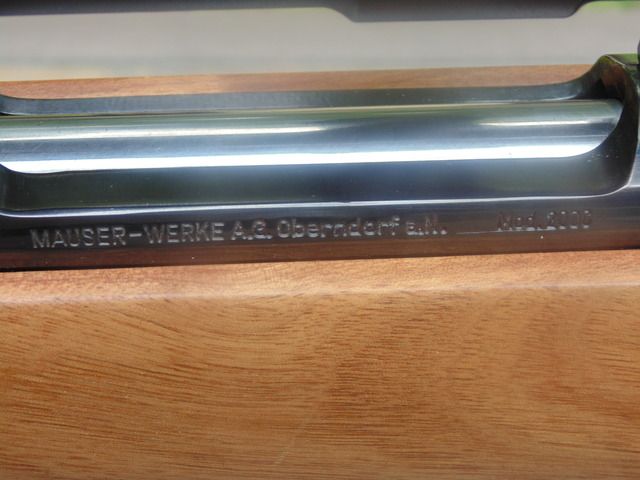 MAUSER-WERKE A.G. Oberndorf a.N. Mod. 2000